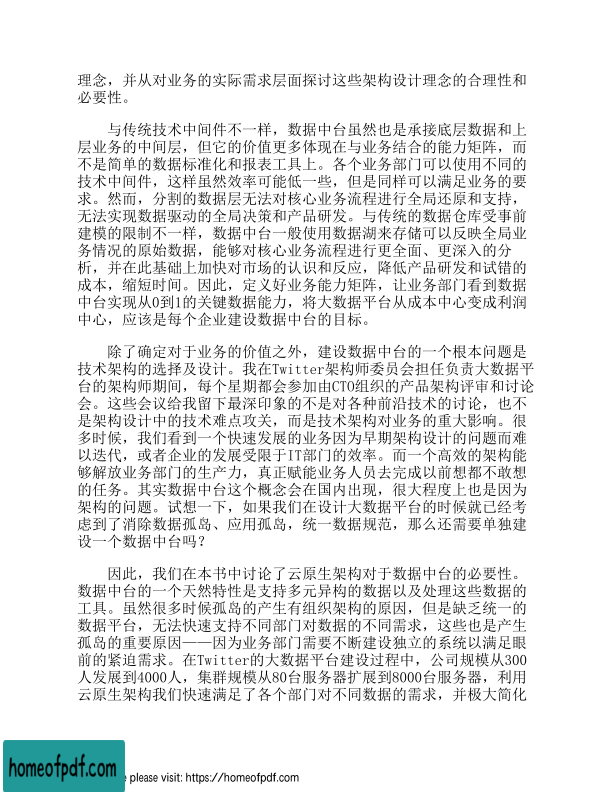 理念，并从对业务的实际需求层面探讨这些架构设计理念的合理性和
必要性。
与传统技术中间件不一样，数据中台虽然也是承接底层数据和上
层业务的中间层，但它的价值更多体现在与业务结合的能力矩阵，而
不是简单的数据标准化和报表工具上。各个业务部门可以使用不同的
技术中间件，这样虽然效率可能低一些，但是同样可以满足业务的要
求。然而，分割的数据层无法对核心业务流程进行全局还原和支持，
无法实现数据驱动的全局决策和产品研发。与传统的数据仓库受事前
建模的限制不一样，数据中台一般使用数据湖来存储可以反映全局业
务情况的原始数据，能够对核心业务流程进行更全面、更深入的分
析，并在此基础上加快对市场的认识和反应，降低产品研发和试错的
成本，缩短时间。因此，定义好业务能力矩阵，让业务部门看到数据
中台实现从0到1的关键数据能力，将大数据平台从成本中心变成利润
中心，应该是每个企业建设数据中台的目标。
除了确定对于业务的价值之外，建设数据中台的一个根本问题是
技术架构的选择及设计。我在Twitter架构师委员会担任负责大数据平
台的架构师期间，每个星期都会参加由CTO组织的产品架构评审和讨论
会。这些会议给我留下最深印象的不是对各种前沿技术的讨论，也不
是架构设计中的技术难点攻关，而是技术架构对业务的重大影响。很
多时候，我们看到一个快速发展的业务因为早期架构设计的问题而难
以迭代，或者企业的发展受限于IT部门的效率。而一个高效的架构能
够解放业务部门的生产力，真正赋能业务人员去完成以前想都不敢想
的任务。其实数据中台这个概念会在国内出现，很大程度上也是因为
架构的问题。试想一下，如果我们在设计大数据平台的时候就已经考
虑到了消除数据孤岛、应用孤岛，统一数据规范，那么还需要单独建
设一个数据中台吗？
因此，我们在本书中讨论了云原生架构对于数据中台的必要性。
数据中台的一个天然特性是支持多元异构的数据以及处理这些数据的
工具。虽然很多时候孤岛的产生有组织架构的原因，但是缺乏统一的
数据平台，无法快速支持不同部门对数据的不同需求，这些也是产生
孤岛的重要原因——因为业务部门需要不断建设独立的系统以满足眼
前的紧迫需求。在Twitter的大数据平台建设过程中，公司规模从300
人发展到4000人，集群规模从80台服务器扩展到8000台服务器，利用
云原生架构我们快速满足了各个部门对不同数据的需求，并极大简化
homeofpdf.com
please visit: https://homeofpdf.com